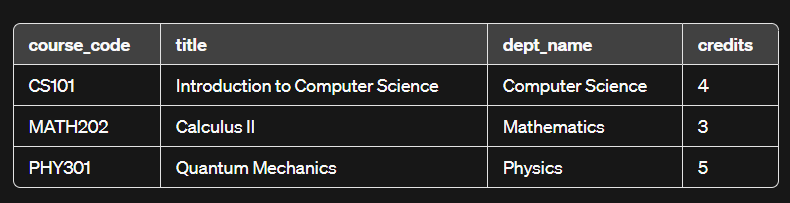 course_code title dept_name credits
CS101 Introduction to Computer Science Computer Science 4
MATH202 Calculus II Mathematics 3
PHY301 Quantum Mechanics Physics 5